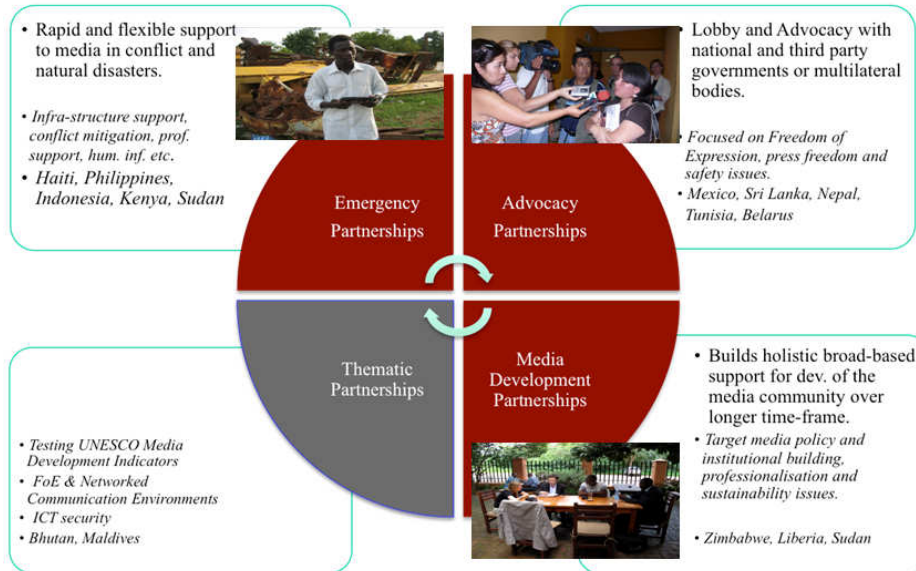 • Rapid and flexible support
to media in conflict and
natural disasters.
• Infra-structure support,
conflict mitigation, prof.
support, hum. inf. etc.
• Haiti, Philippines,
Indonesia, Kenya, Sudan
• Lobby and Advocacy with
national and third party
governments or multilateral
bodies.
• Focused on Freedom of
Expression, press freedom and
safety issues.
• Mexico, Sri Lanka, Nepal,
Tunisia, Belarus
Emergency
Partnerships
Advocacy
Partnerships
Thematic
Partnerships
Media
Development
Partnerships
• Testing UNESCO Media
Development Indicators
• FoE & Networked
Communication Environments
• ICT security
• Bhutan, Maldives
• Builds holistic broad-based
support for dev. of the
media community over
longer time-frame.
• Target media policy and
institutional building,
professionalisation and
sustainability issues.
• Zimbabwe, Liberia, Sudan